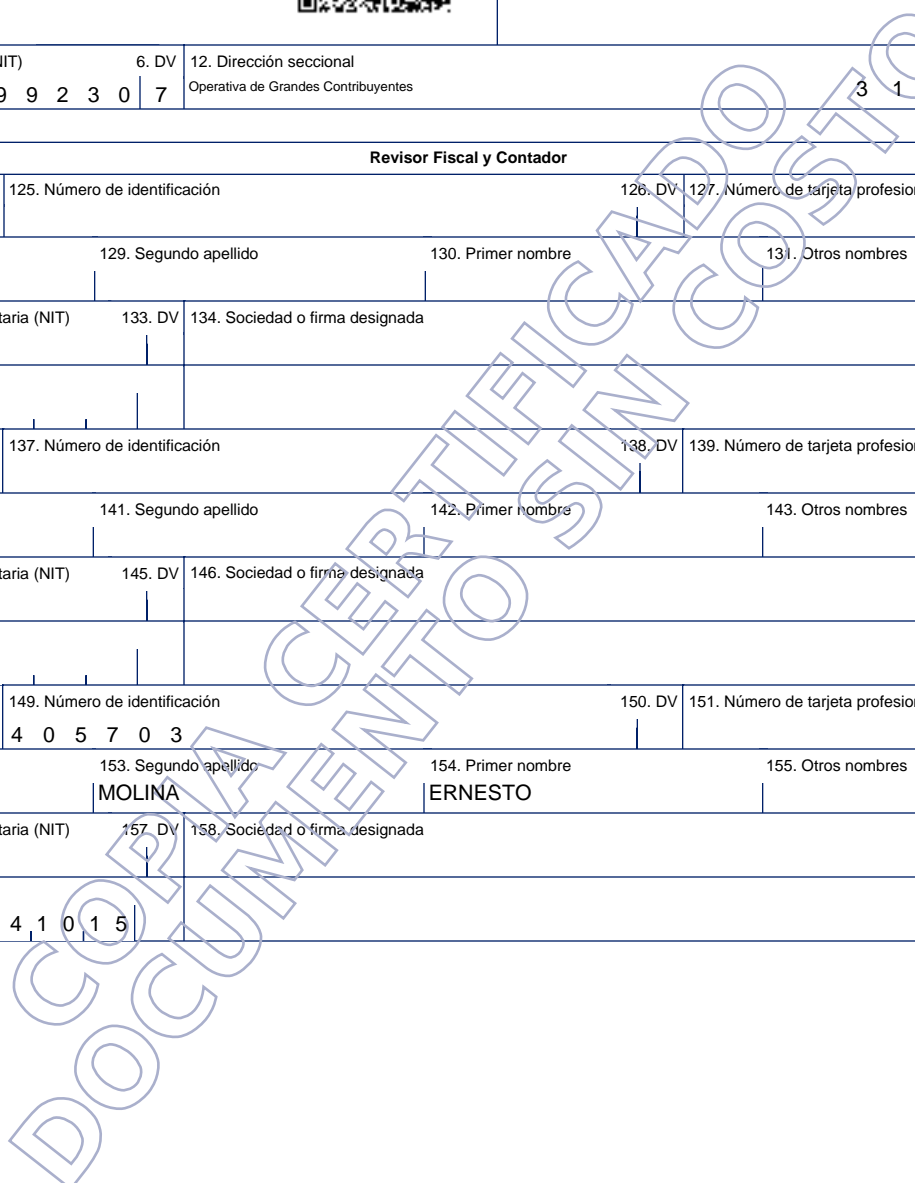 NIT) 6. DV 12. Dirección seccional
9 9 2 3 0 7 Operativa de Grandes Contribuyentes 3 1
Revisor Fiscal y Contador
125. Número de identificación 126. DV 127. Número de tarjeta profesion
129. Segundo apellido 130. Primer nombre 131. Otros nombres
taria (NIT) 133. DV 134. Sociedad o firma designada
137. Número de identificación 138. DV 139. Número de tarjeta profesion
141. Segundo apellido 142. Primer nombre 143. Otros nombres
taria (NIT) 145. DV 146. Sociedad o firma designada
149. Número de identificación 150. DV 151. Número de tarjeta profesion
4 0 5 7 0 3
153. Segundo apellido 154. Primer nombre 155. Otros nombres
MOLINA ERNESTO
taria (NIT) 157. DV 158. Sociedad o firma designada
4 1 0 1 5
COPIA CERTIFICADO
DOCUMENTO SIN COSTO